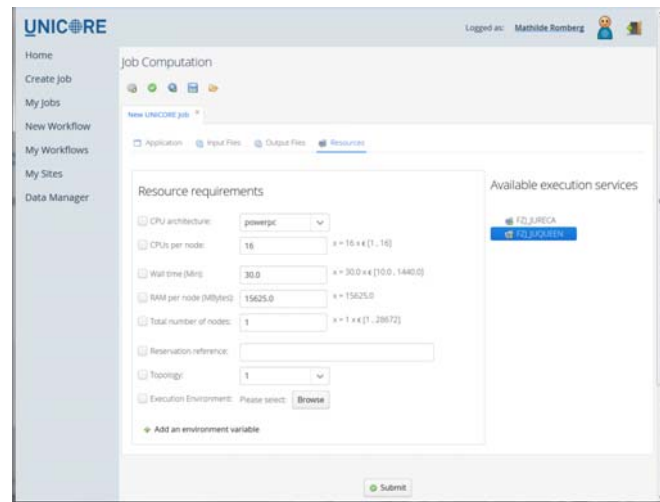 UNIC RE
Logged as: Mathilde Romberg
Home
Create Job
My Jobs
New Workflow
My Workflows
My Sites
Data Manager
Job Computation
New UNICORE Job ×
Application Input Files Output Files Resources
Resource requirements
CPU architecture: powerpc
CPUs per node: 16 x = 16 x ϵ [1 , 16]
Wall time (Min): 30.0 x = 30.0 x ϵ [10.0 , 1440.0]
RAM per node (MBytes): 15625.0 x = 15625.0
Total number of nodes: 1 x = 1 x ϵ [1 , 28672]
Reservation reference:
Topology: 1
Execution Environment: Please select: Browse
Add an environment variable
Available execution services
FZJ_JURECA
FZJ_JUQUEEN
Submit